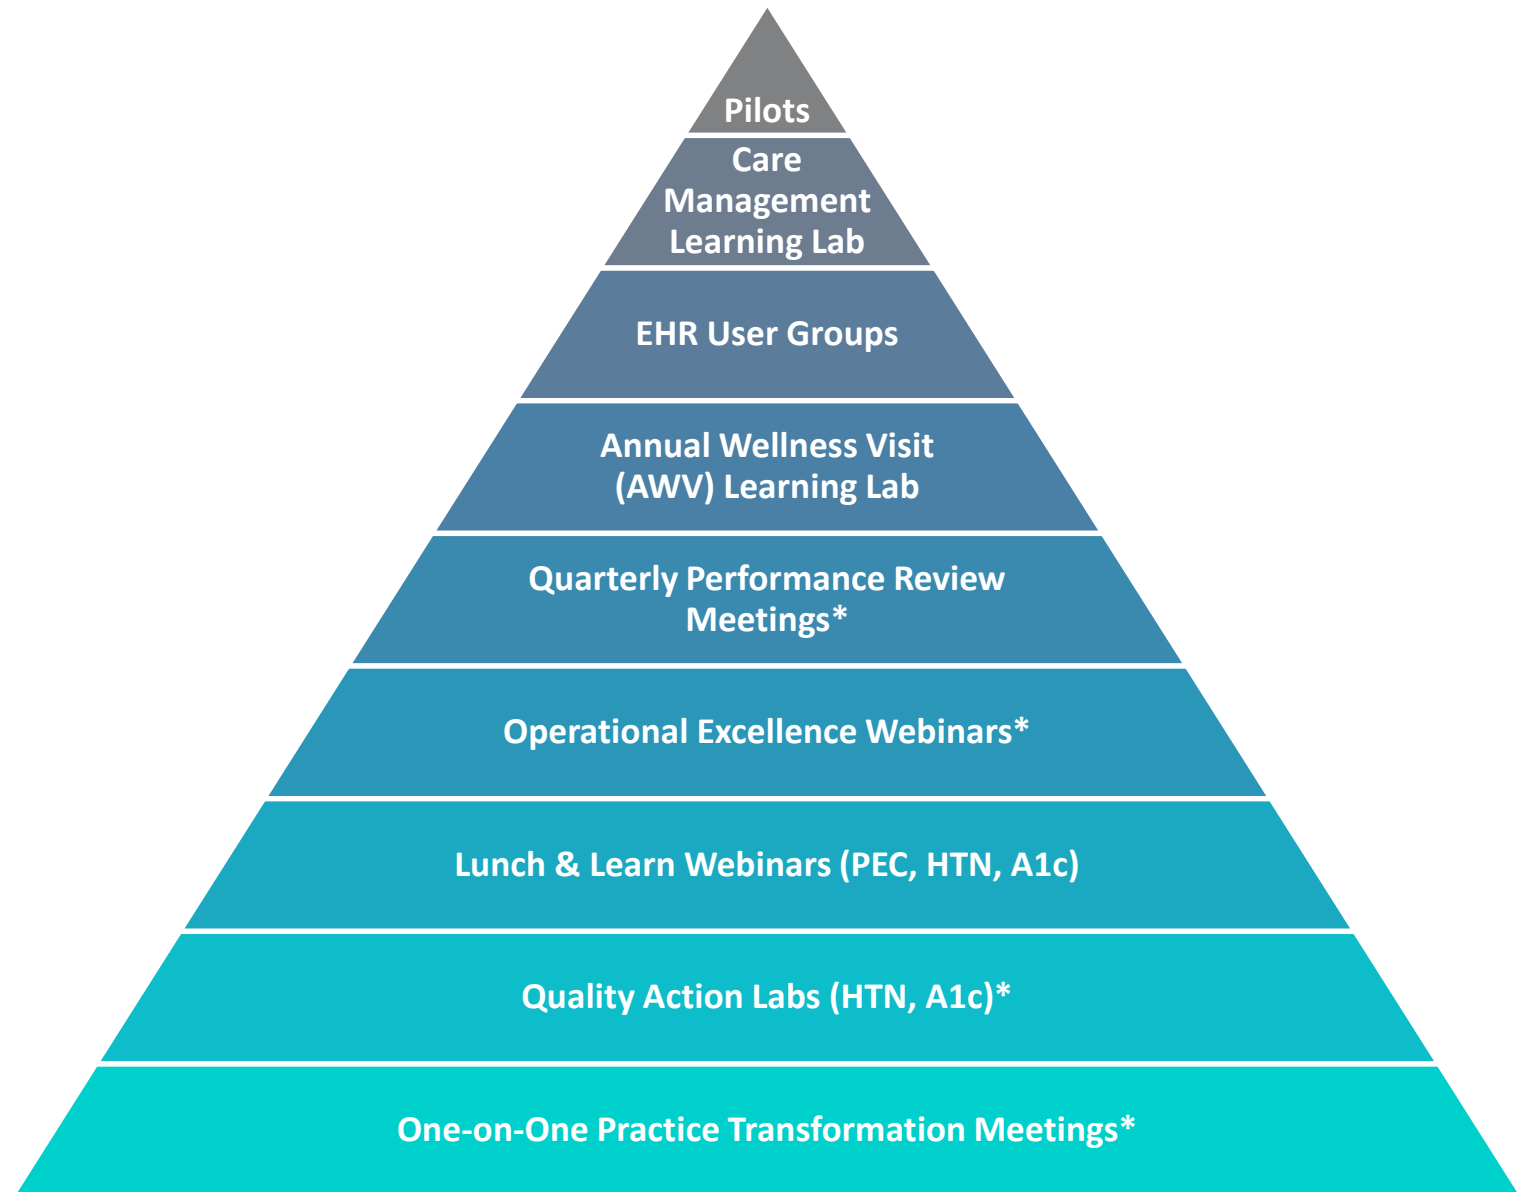 Pilots
Care
Management
Learning Lab
EHR User Groups
Annual Wellness Visit
(AWV) Learning Lab
Quarterly Performance Review
Meetings*
Operational Excellence Webinars*
Lunch & Learn Webinars (PEC, HTN, A1c)
Quality Action Labs (HTN, A1c)*
One-on-One Practice Transformation Meetings*